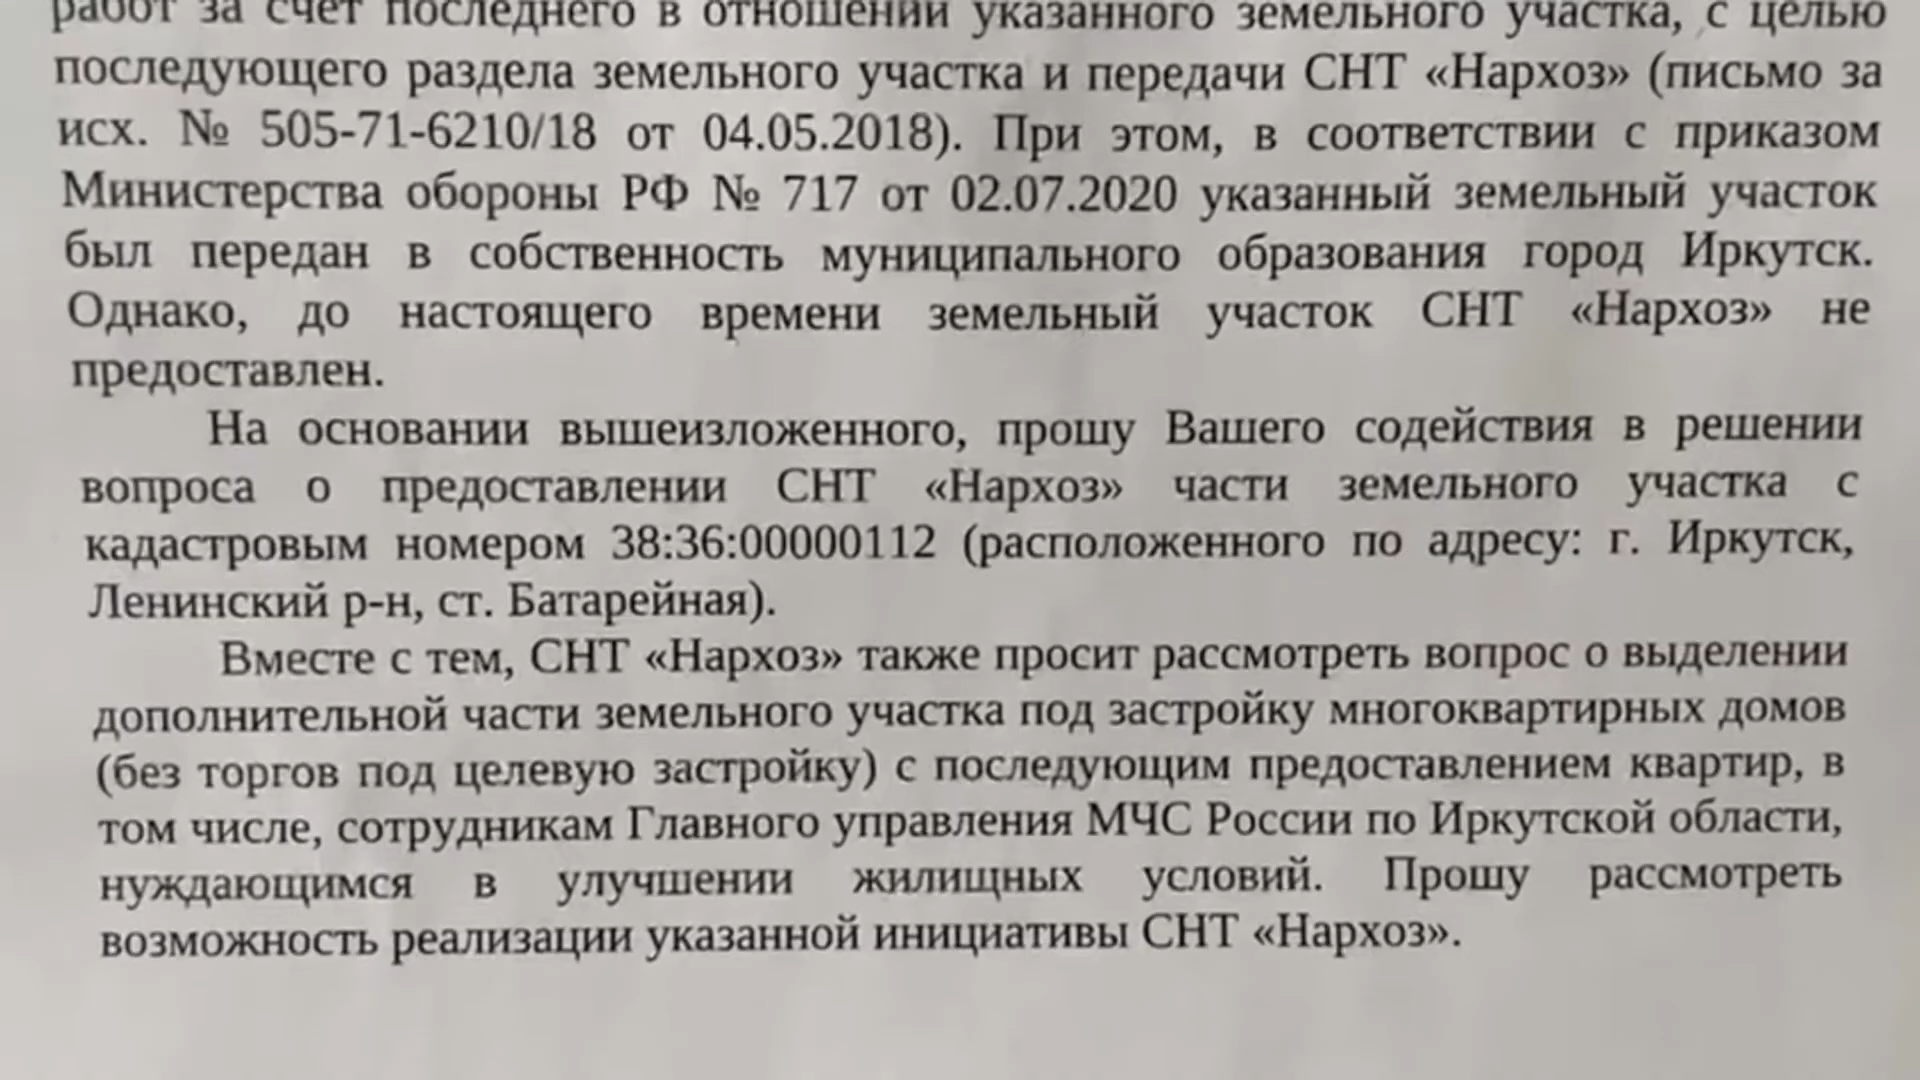 работ за счет последнего в отношении указанного земельного участка, с целью
последующего раздела земельного участка и передачи СНТ «Нархоз» (письмо за
исх. № 505-71-6210/18 от 04.05.2018). При этом, в соответствии с приказом
Министерства обороны РФ № 717 от 02.07.2020 указанный земельный участок
был передан в собственность муниципального образования город Иркутск.
Однако, до настоящего времени земельный участок СНТ «Нархоз» не
предоставлен.
На основании вышеизложенного, прошу Вашего содействия в решении
вопроса о предоставлении СНТ «Нархоз» части земельного участка с
кадастровым номером 38:36:00000112 (расположенного по адресу: г. Иркутск,
Ленинский р-н, ст. Батарейная).
Вместе с тем, СНТ «Нархоз» также просит рассмотреть вопрос о выделении
дополнительной части земельного участка под застройку многоквартирных домов
(без торгов под целевую застройку) с последующим предоставлением квартир, в
том числе, сотрудникам Главного управления МЧС России по Иркутской области,
нуждающимся в улучшении жилищных условий. Прошу рассмотреть
возможность реализации указанной инициативы СНТ «Нархоз».